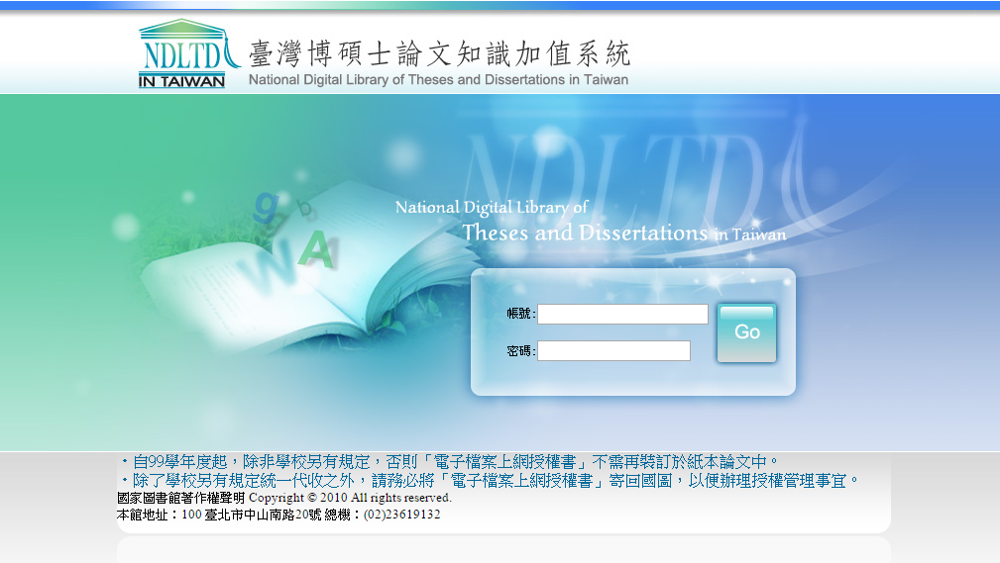 NDLTD
IN TAIWAN
臺灣博碩士論文知識加值系統
National Digital Library of Theses and Dissertations in Taiwan
NDLTD
National Digital Library of
Theses and Dissertations in Taiwan
g
b
W
A
帳號:
密碼:
Go
・自99學年度起，除非學校另有規定，否則「電子檔案上網授權書」不需再裝訂於紙本論文中。
・除了學校另有規定統一代收之外，請務必將「電子檔案上網授權書」寄回國圖，以便辦理授權管理事宜。
國家圖書館著作權聲明 Copyright © 2010 All rights reserved.
本館地址：100 臺北市中山南路20號 總機：(02)23619132